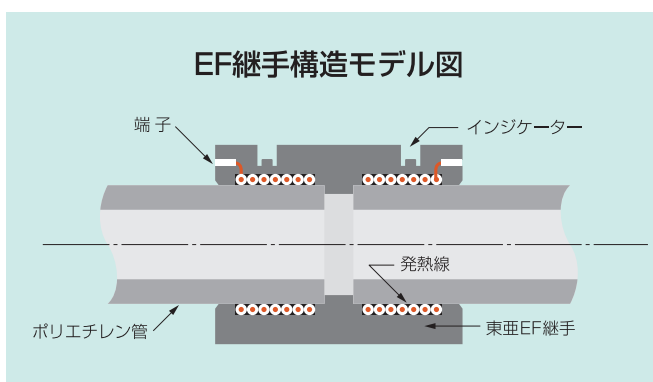 EF継手構造モデル図
端子
インジケーター
発熱線
ポリエチレン管
東亜EF継手